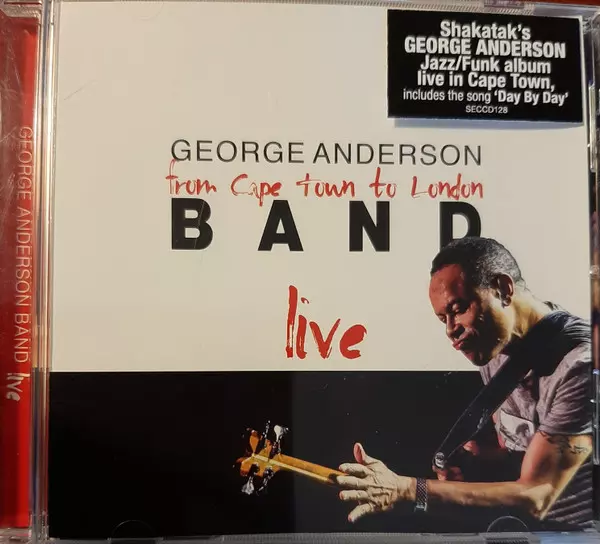 Shakatak's
GEORGE ANDERSON
Jazz/Funk album
live in Cape Town,
includes the song 'Day By Day'
SECCD128
GEORGE ANDERSON
from Cape Town to London
BAND
live
GEORGE ANDERSON BAND live